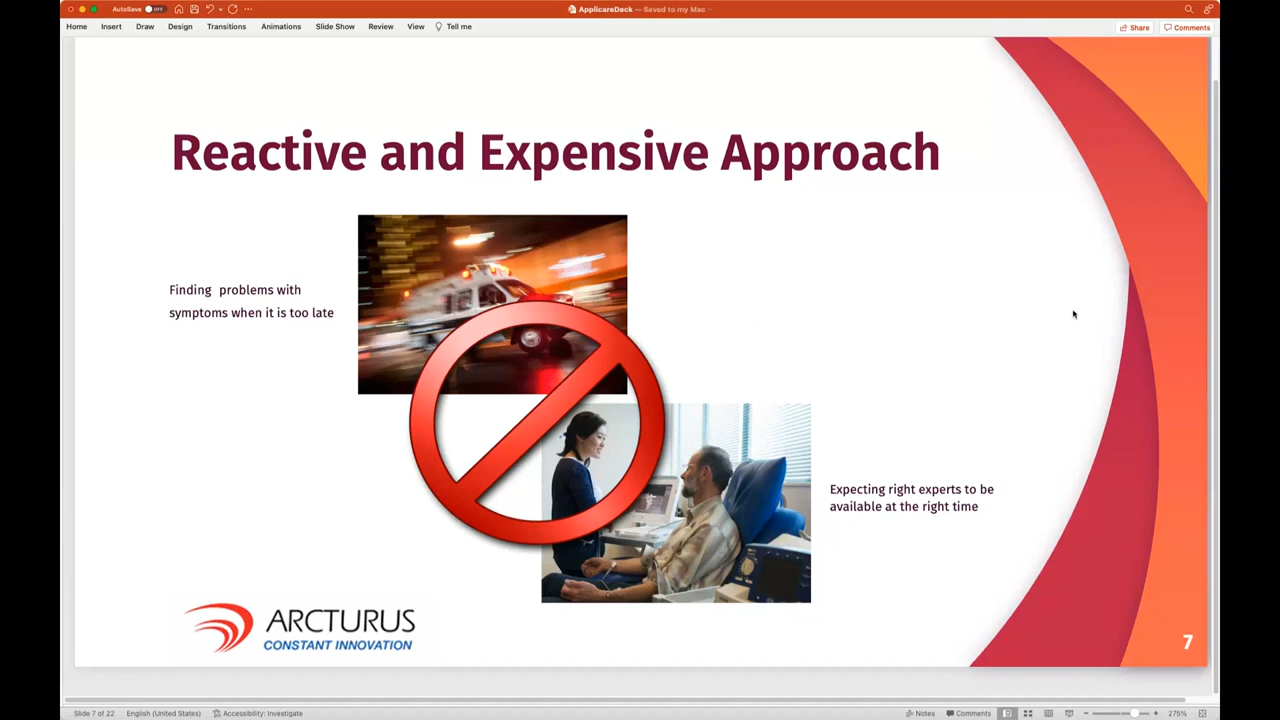 AutoSave OFF
ApplicareDeck — Saved to my Mac
Home Insert Draw Design Transitions Animations Slide Show Review View Tell me
Share Comments
Reactive and Expensive Approach
Finding problems with
symptoms when it is too late
Expecting right experts to be
available at the right time
ARCTURUS
CONSTANT INNOVATION
7
Slide 7 of 22 English (United States) Accessibility: Investigate Notes Comments 275%